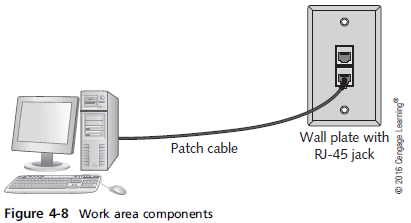 Patch cable
Wall plate with
RJ-45 jack
© 2016 Cengage Learning®
Figure 4-8 Work area components